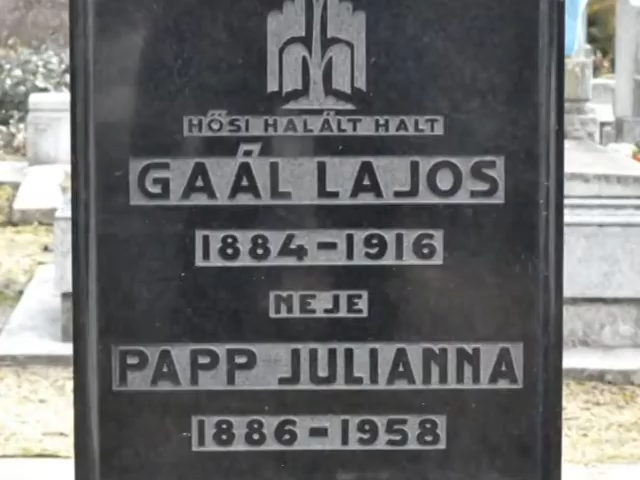 HŐSI HALÁLT HALT
GAÁL LAJOS
1884-1916
NEJE
PAPP JULIANNA
1886-1958